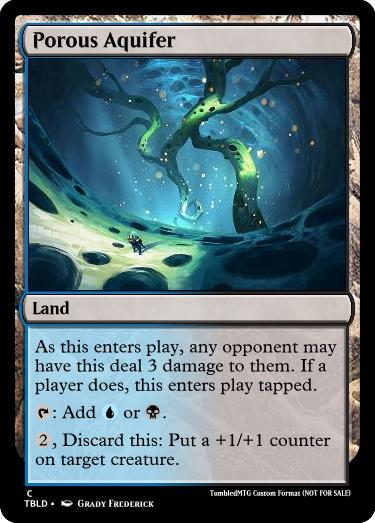 Porous Aquifer
Land
As this enters play, any opponent may
have this deal 3 damage to them. If a
player does, this enters play tapped.
: Add or .
2, Discard this: Put a +1/+1 counter
on target creature.
C
TBLD • Grady Frederick
TumbledMTG Custom Format (NOT FOR SALE)